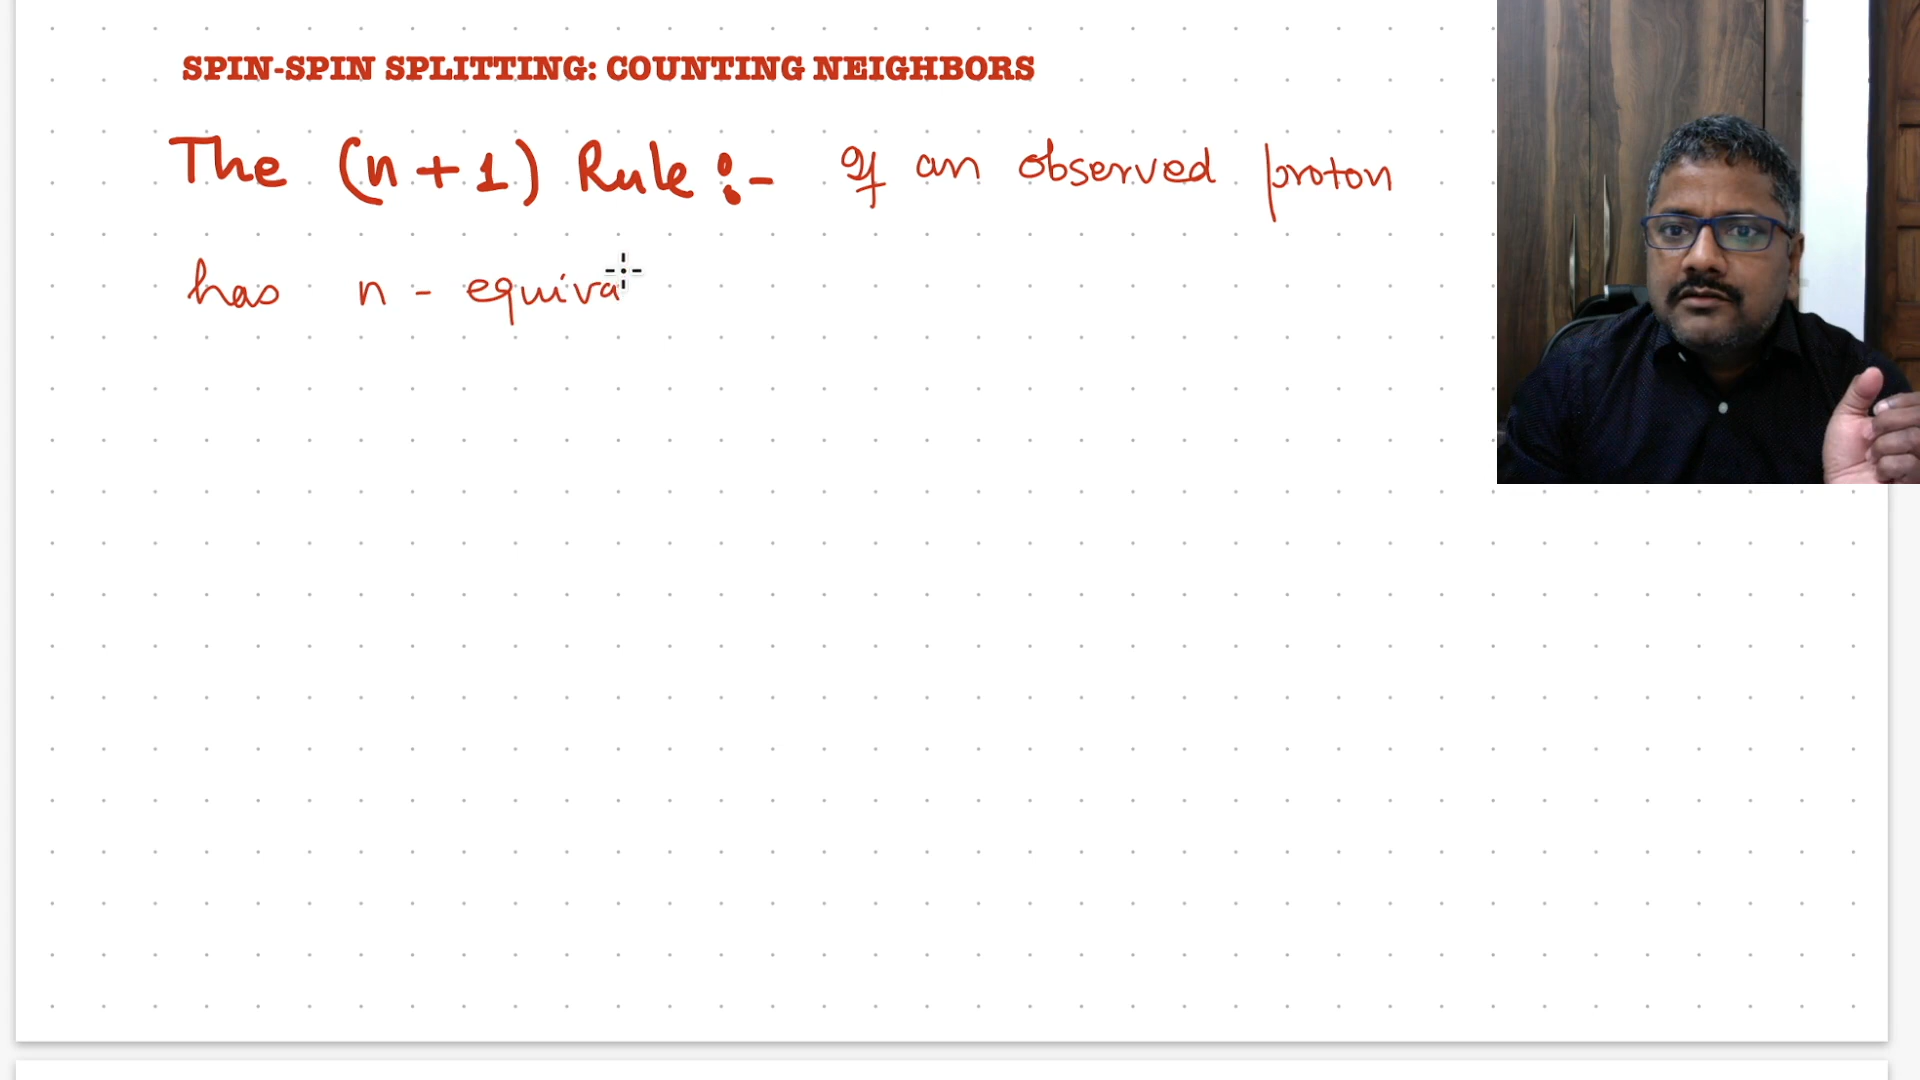 SPIN-SPIN SPLITTING: COUNTING NEIGHBORS
The (n+1) Rule :- If an observed proton
has n - equiva